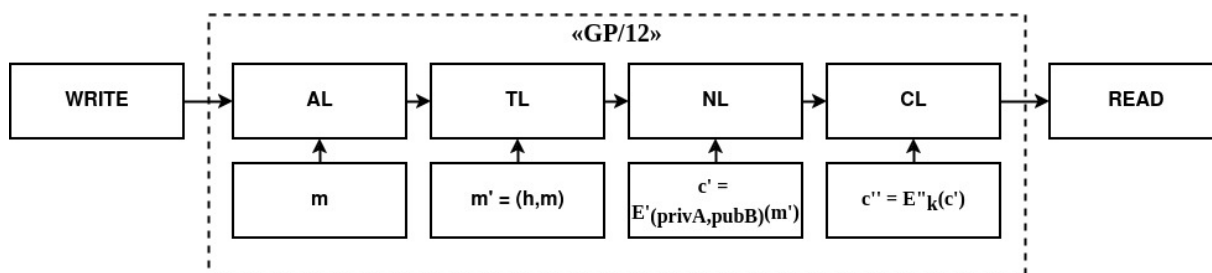 «GP/12»
WRITE
AL
TL
NL
CL
READ
m
m' = (h,m)
c' =
E'(privA,pubB)(m')
c'' = E''k(c')